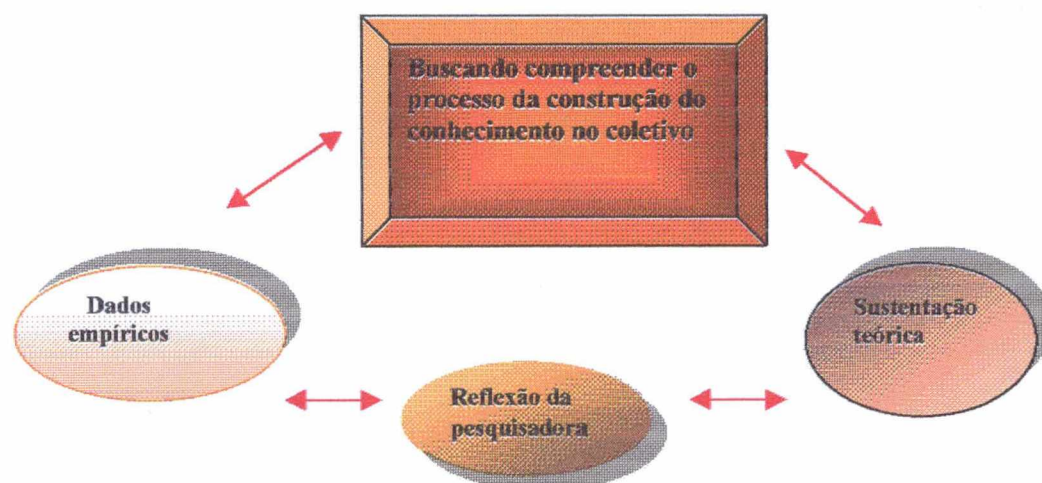 Buscando compreender o
processo da construção do
conhecimento no coletivo
Dados
empíricos
Sustentação
teórica
Reflexão da
pesquisadora